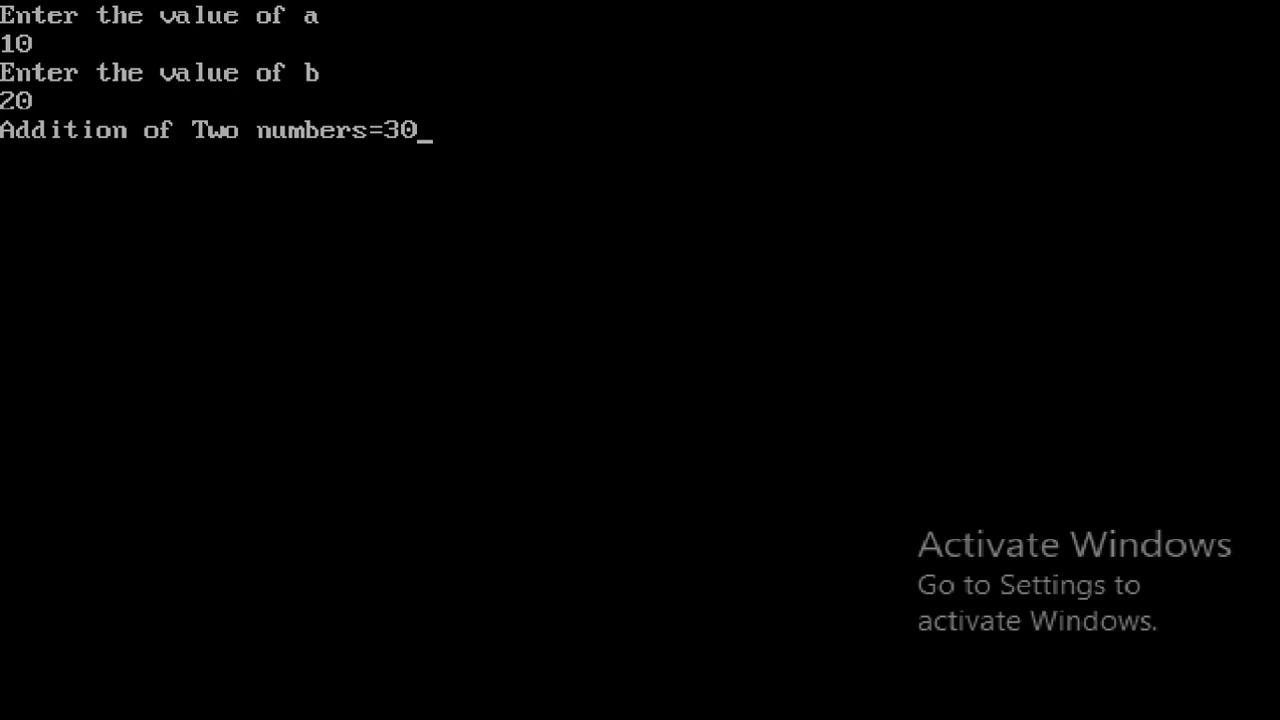 Enter the value of a
10
Enter the value of b
20
Addition of Two numbers=30_
Activate Windows
Go to Settings to
activate Windows.